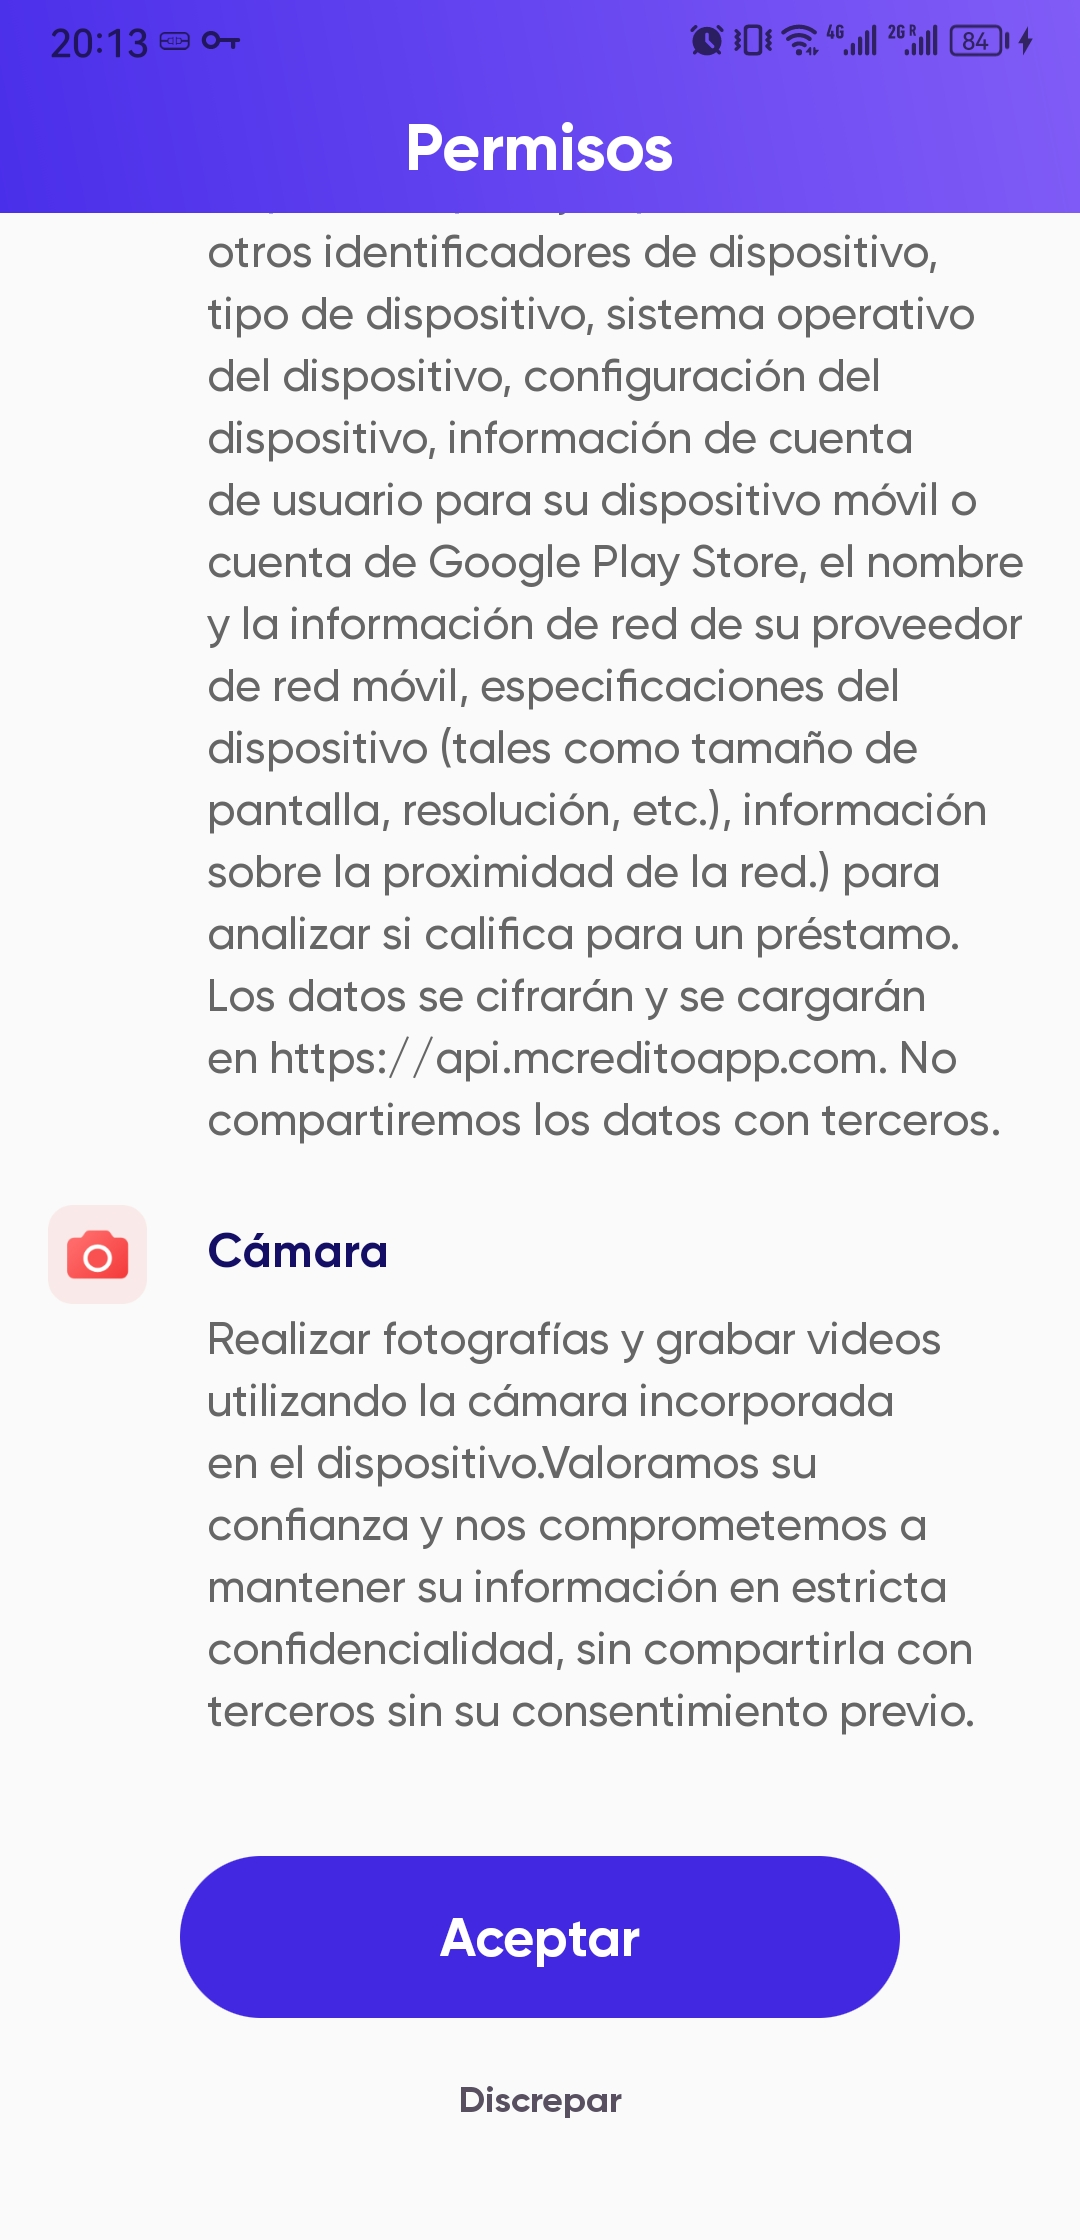 20:13
4G
2G R
84
Permisos
otros identificadores de dispositivo,
tipo de dispositivo, sistema operativo
del dispositivo, configuración del
dispositivo, información de cuenta
de usuario para su dispositivo móvil o
cuenta de Google Play Store, el nombre
y la información de red de su proveedor
de red móvil, especificaciones del
dispositivo (tales como tamaño de
pantalla, resolución, etc.), información
sobre la proximidad de la red.) para
analizar si califica para un préstamo.
Los datos se cifrarán y se cargarán
en https://api.mcreditoapp.com. No
compartiremos los datos con terceros.
Cámara
Realizar fotografías y grabar videos
utilizando la cámara incorporada
en el dispositivo.Valoramos su
confianza y nos comprometemos a
mantener su información en estricta
confidencialidad, sin compartirla con
terceros sin su consentimiento previo.
Aceptar
Discrepar